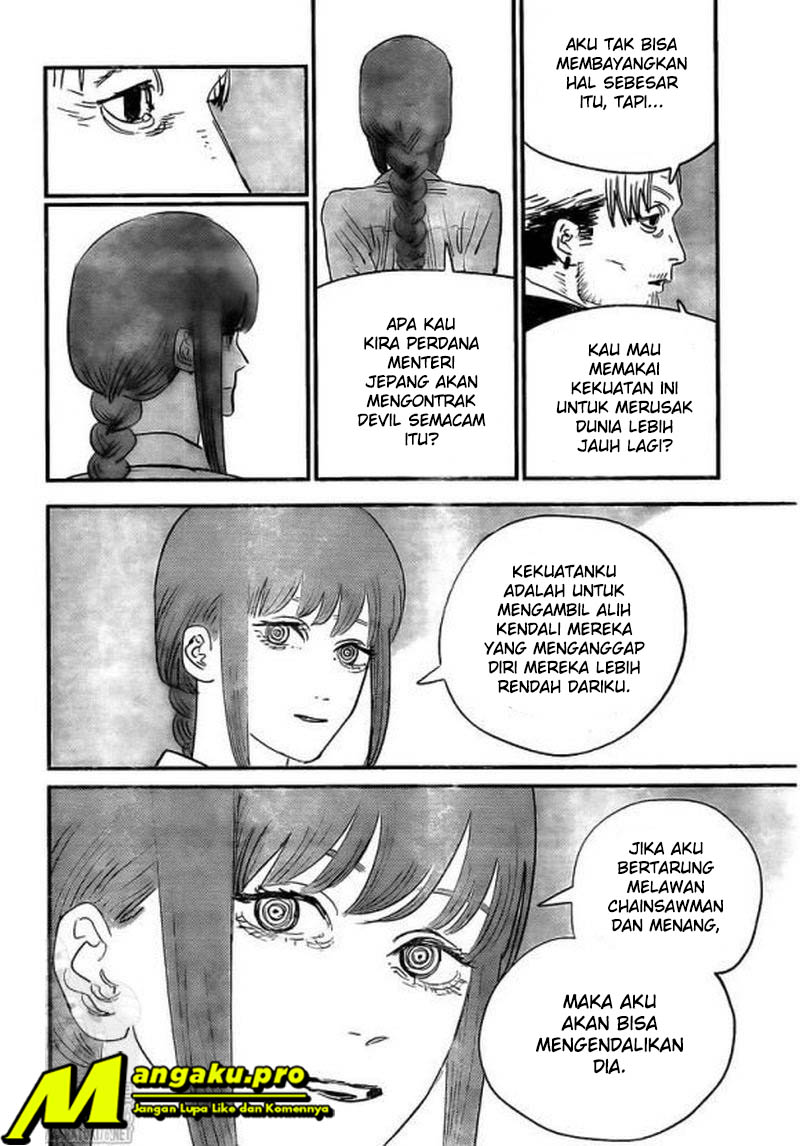 AKU TAK BISA
MEMBAYANGKAN
HAL SEBESAR
ITU, TAPI...
KAU MAU
MEMAKAI
KEKUATAN INI
UNTUK MERUSAK
DUNIA LEBIH
JAUH LAGI?
APA KAU
KIRA PERDANA
MENTERI
JEPANG AKAN
MENGONTRAK
DEVIL SEMACAM
ITU?
KEKUATANKU
ADALAH UNTUK
MENGAMBIL ALIH
KENDALI MEREKA
YANG MENGANGGAP
DIRI MEREKA LEBIH
RENDAH DARIKU.
JIKA AKU
BERTARUNG
MELAWAN
CHAINSAWMAN
DAN MENANG,
MAKA AKU
AKAN BISA
MENGENDALIKAN
DIA.
Mangaku.pro
Jangan Lupa Like dan Komennya